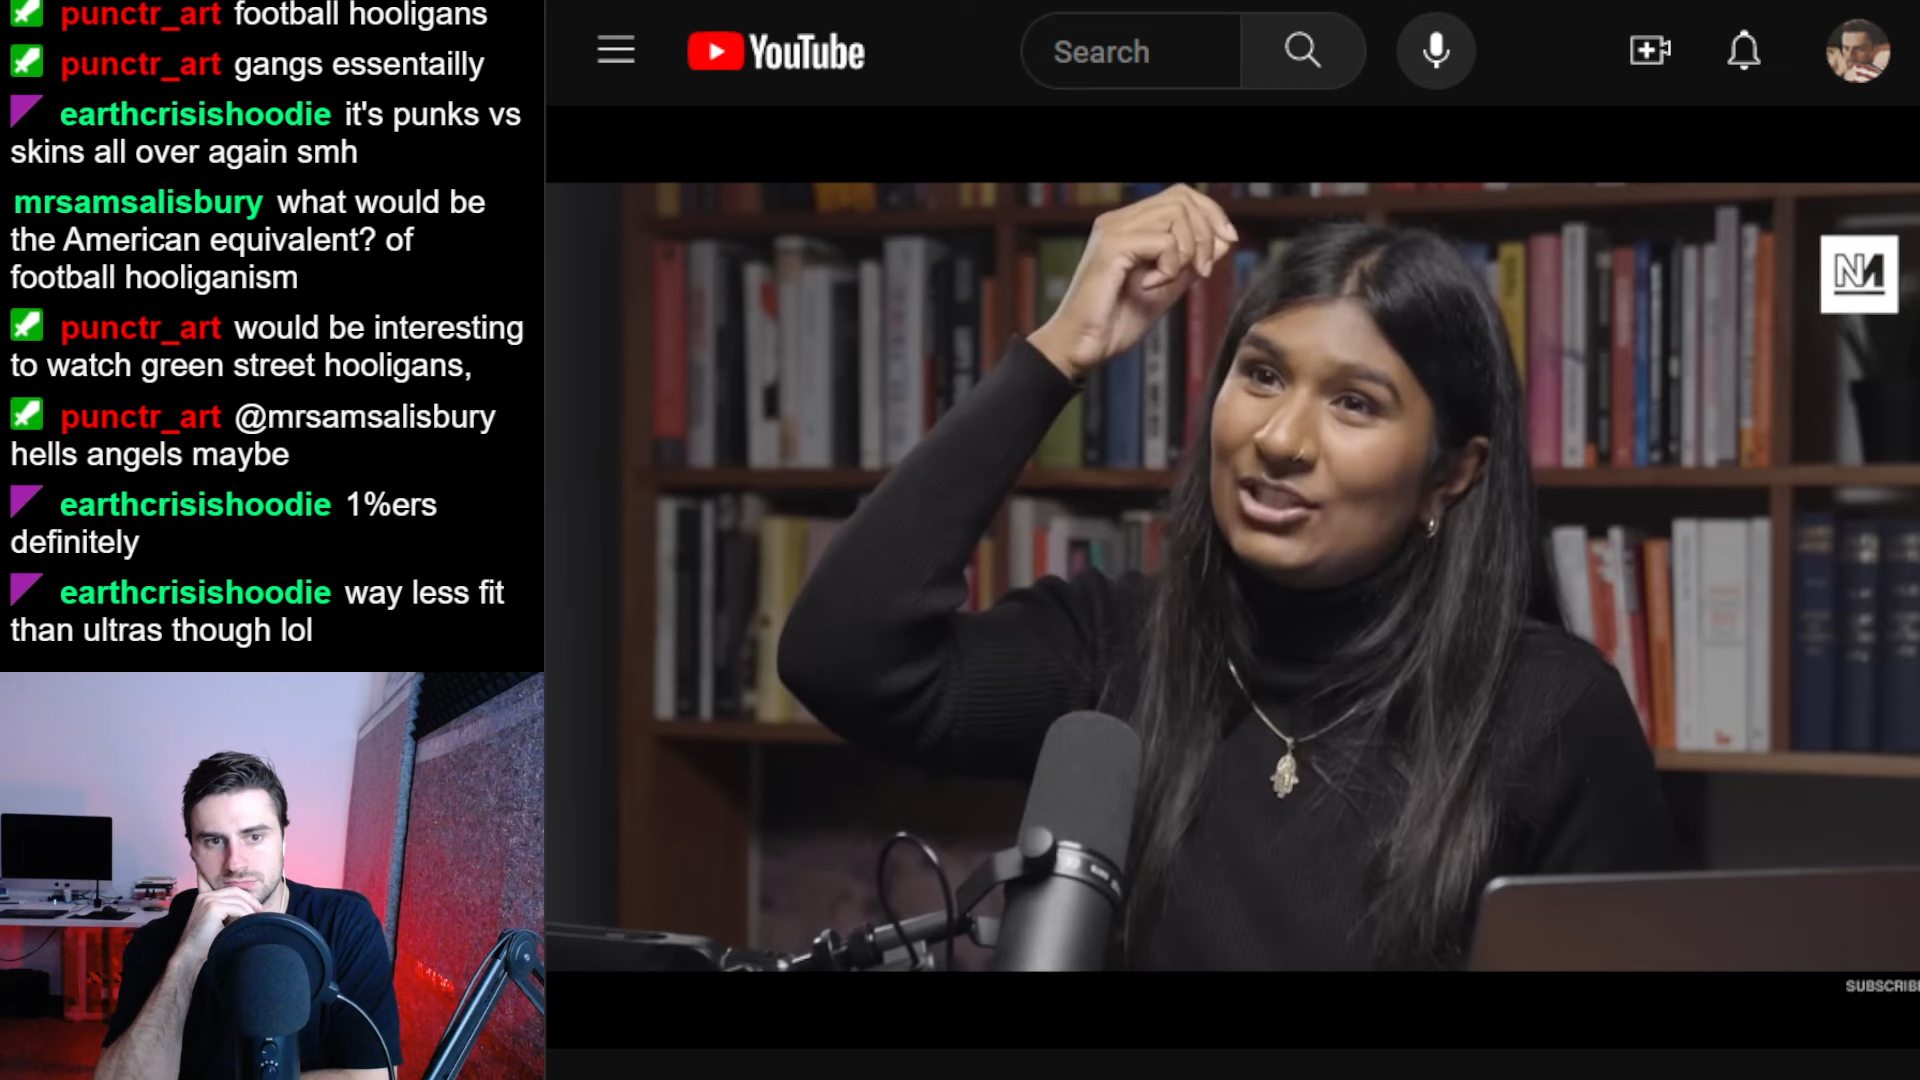 punctr_art football hooligans
punctr_art gangs essentailly
earthcrisishoodie it's punks vs
skins all over again smh
mrsamsalisbury what would be
the American equivalent? of
football hooliganism
punctr_art would be interesting
to watch green street hooligans,
punctr_art @mrsamsalisbury
hells angels maybe
earthcrisishoodie 1%ers
definitely
earthcrisishoodie way less fit
than ultras though lol
YouTube
Search
NM
SUBSCRIBE